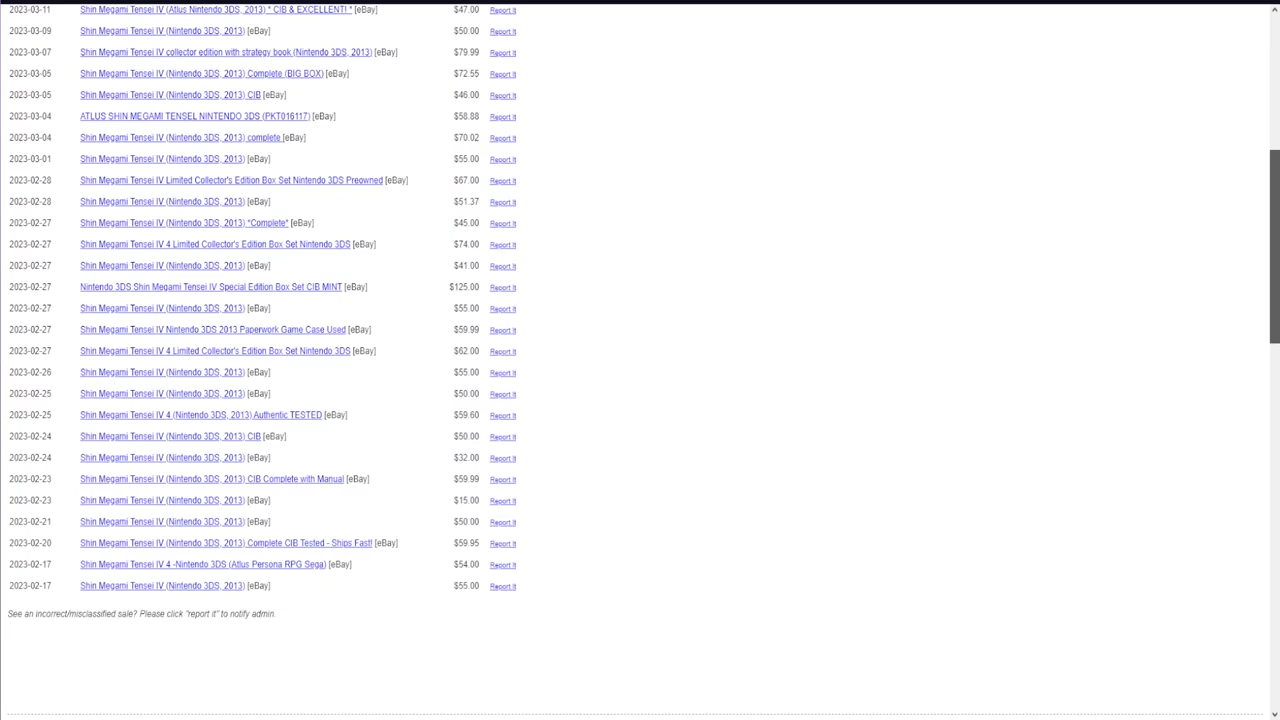 2023-03-11 Shin Megami Tensei IV (Atlus Nintendo 3DS, 2013) * CIB & EXCELLENT! * [eBay] $47.00 Report It
2023-03-09 Shin Megami Tensei IV (Nintendo 3DS, 2013) [eBay] $50.00 Report It
2023-03-07 Shin Megami Tensei IV collector edition with strategy book (Nintendo 3DS, 2013) [eBay] $79.99 Report It
2023-03-05 Shin Megami Tensei IV (Nintendo 3DS, 2013) Complete (BIG BOX) [eBay] $72.55 Report It
2023-03-05 Shin Megami Tensei IV (Nintendo 3DS, 2013) CIB [eBay] $46.00 Report It
2023-03-04 ATLUS SHIN MEGAMI TENSEL NINTENDO 3DS (PKT016117) [eBay] $58.88 Report It
2023-03-04 Shin Megami Tensei IV (Nintendo 3DS, 2013) complete [eBay] $70.02 Report It
2023-03-01 Shin Megami Tensei IV (Nintendo 3DS, 2013) [eBay] $55.00 Report It
2023-02-28 Shin Megami Tensei IV Limited Collector's Edition Box Set Nintendo 3DS Preowned [eBay] $67.00 Report It
2023-02-28 Shin Megami Tensei IV (Nintendo 3DS, 2013) [eBay] $51.37 Report It
2023-02-27 Shin Megami Tensei IV (Nintendo 3DS, 2013) *Complete* [eBay] $45.00 Report It
2023-02-27 Shin Megami Tensei IV 4 Limited Collector's Edition Box Set Nintendo 3DS [eBay] $74.00 Report It
2023-02-27 Shin Megami Tensei IV (Nintendo 3DS, 2013) [eBay] $41.00 Report It
2023-02-27 Nintendo 3DS Shin Megami Tensei IV Special Edition Box Set CIB MINT [eBay] $125.00 Report It
2023-02-27 Shin Megami Tensei IV (Nintendo 3DS, 2013) [eBay] $55.00 Report It
2023-02-27 Shin Megami Tensei IV Nintendo 3DS 2013 Paperwork Game Case Used [eBay] $59.99 Report It
2023-02-27 Shin Megami Tensei IV 4 Limited Collector's Edition Box Set Nintendo 3DS [eBay] $62.00 Report It
2023-02-26 Shin Megami Tensei IV (Nintendo 3DS, 2013) [eBay] $55.00 Report It
2023-02-25 Shin Megami Tensei IV (Nintendo 3DS, 2013) [eBay] $50.00 Report It
2023-02-25 Shin Megami Tensei IV 4 (Nintendo 3DS, 2013) Authentic TESTED [eBay] $59.60 Report It
2023-02-24 Shin Megami Tensei IV (Nintendo 3DS, 2013) CIB [eBay] $50.00 Report It
2023-02-24 Shin Megami Tensei IV (Nintendo 3DS, 2013) [eBay] $32.00 Report It
2023-02-23 Shin Megami Tensei IV (Nintendo 3DS, 2013) CIB Complete with Manual [eBay] $59.99 Report It
2023-02-23 Shin Megami Tensei IV (Nintendo 3DS, 2013) [eBay] $15.00 Report It
2023-02-21 Shin Megami Tensei IV (Nintendo 3DS, 2013) [eBay] $50.00 Report It
2023-02-20 Shin Megami Tensei IV (Nintendo 3DS, 2013) Complete CIB Tested - Ships Fast! [eBay] $59.95 Report It
2023-02-17 Shin Megami Tensei IV 4 -Nintendo 3DS (Atlus Persona RPG Sega) [eBay] $54.00 Report It
2023-02-17 Shin Megami Tensei IV (Nintendo 3DS, 2013) [eBay] $55.00 Report It
See an incorrect/misclassified sale? Please click "report it" to notify admin.